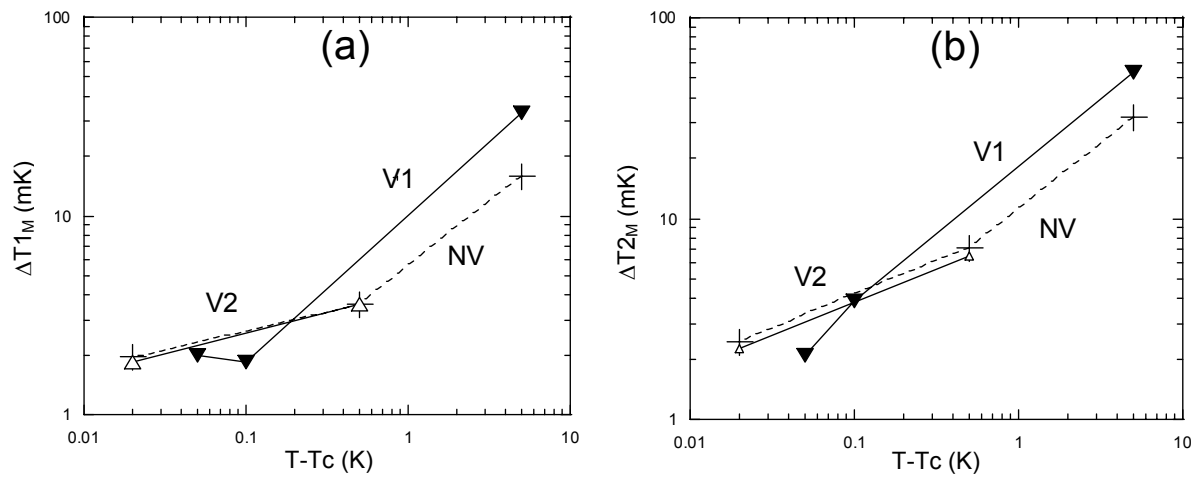 (a)
100
10
1
ΔT1M (mK)
V1
NV
V2
0.01
0.1
1
10
T-Tc (K)
(b)
100
10
1
ΔT2M (mK)
V1
NV
V2
0.01
0.1
1
10
T-Tc (K)